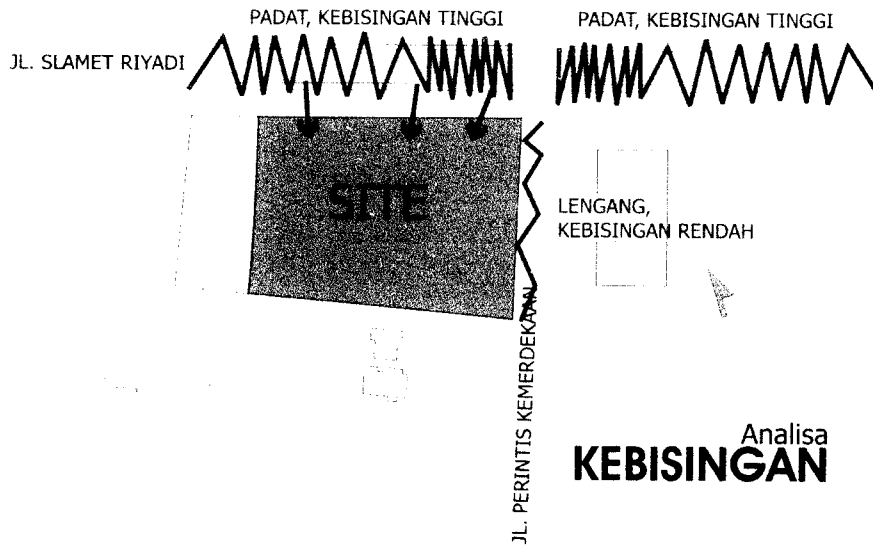 PADAT, KEBISINGAN TINGGI
PADAT, KEBISINGAN TINGGI
JL. SLAMET RIYADI
SITE
LENGANG,
KEBISINGAN RENDAH
JL. PERINTIS KEMERDEKAAN
Analisa
KEBISINGAN